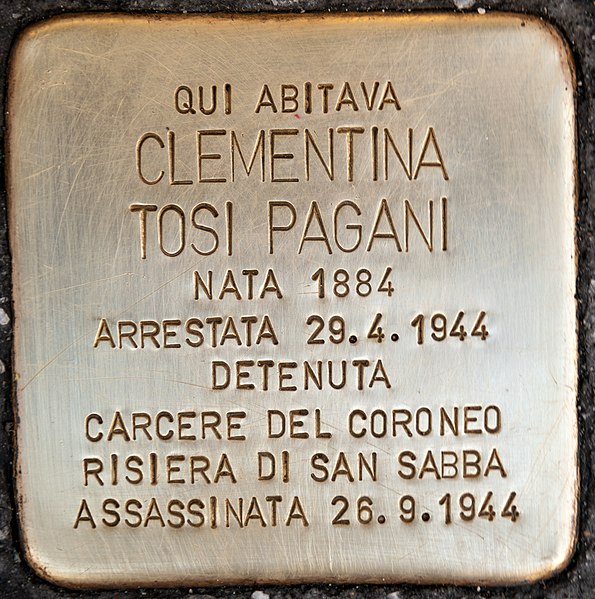 QUI ABITAVA
CLEMENTINA
TOSI PAGANI
NATA 1884
ARRESTATA 29.4.1944
DETENUTA
CARCERE DEL CORONEO
RISIERA DI SAN SABBA
ASSASSINATA 26.9.1944